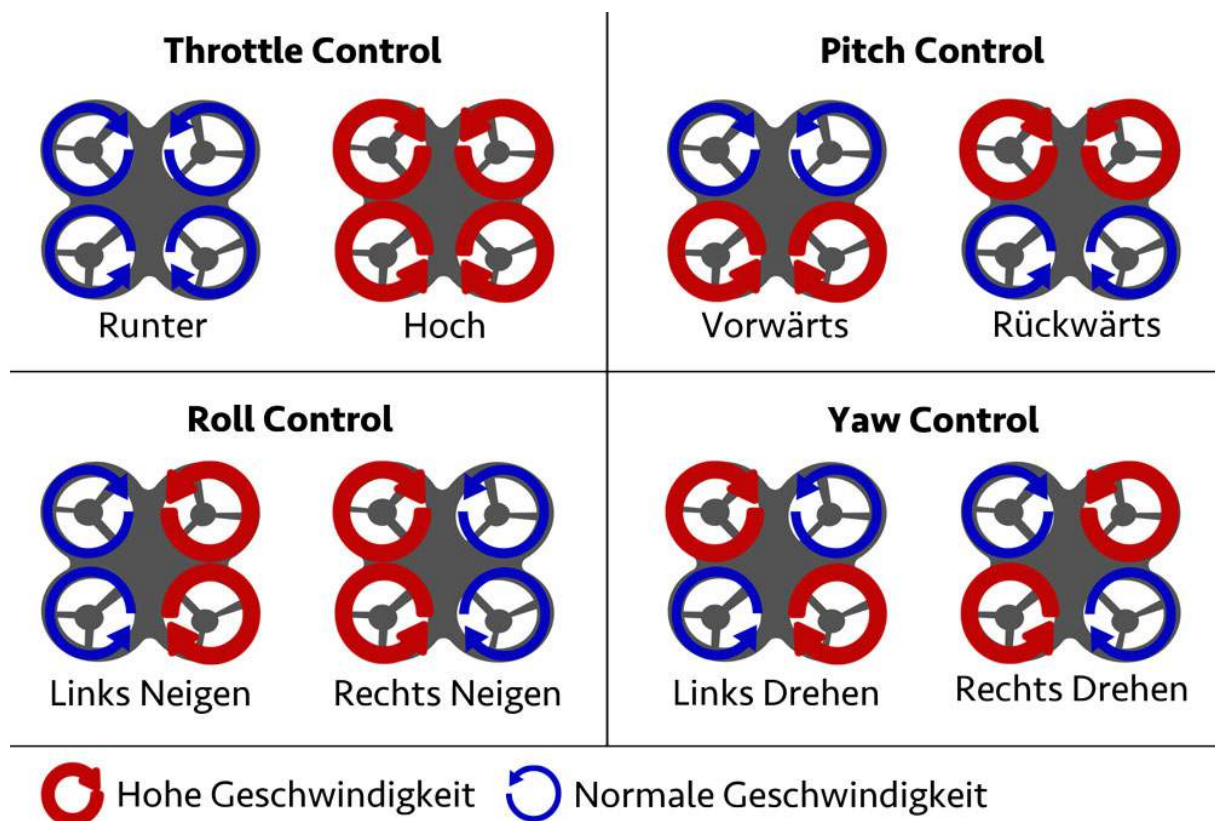 Throttle Control
Runter
Hoch
Pitch Control
Vorwärts
Rückwärts
Roll Control
Links Neigen
Rechts Neigen
Yaw Control
Links Drehen
Rechts Drehen
Hohe Geschwindigkeit
Normale Geschwindigkeit